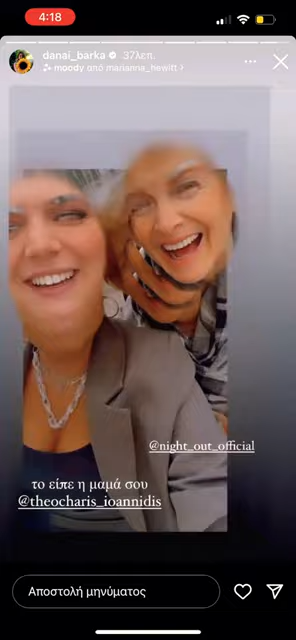 4:18
danai_barka 37λεπ.
moody από marianna_hewitt >
@night_out_official
το είπε η μαμά σου
@theocharis_ioannidis
Αποστολή μηνύματος